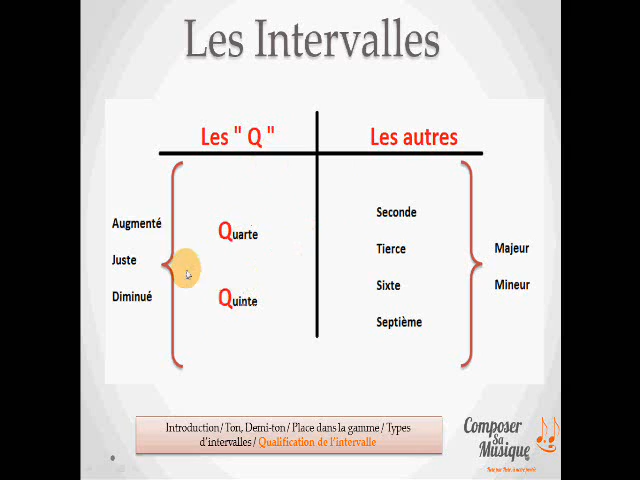 Les Intervalles
Les " Q "
Les autres
Augmenté
Juste
Diminué
Quarte
Quinte
Seconde
Tierce
Sixte
Septième
Majeur
Mineur
Introduction / Ton, Demi-ton / Place dans la gamme / Types
d'intervalles / Qualification de l'intervalle
Composer
Sa
Musique